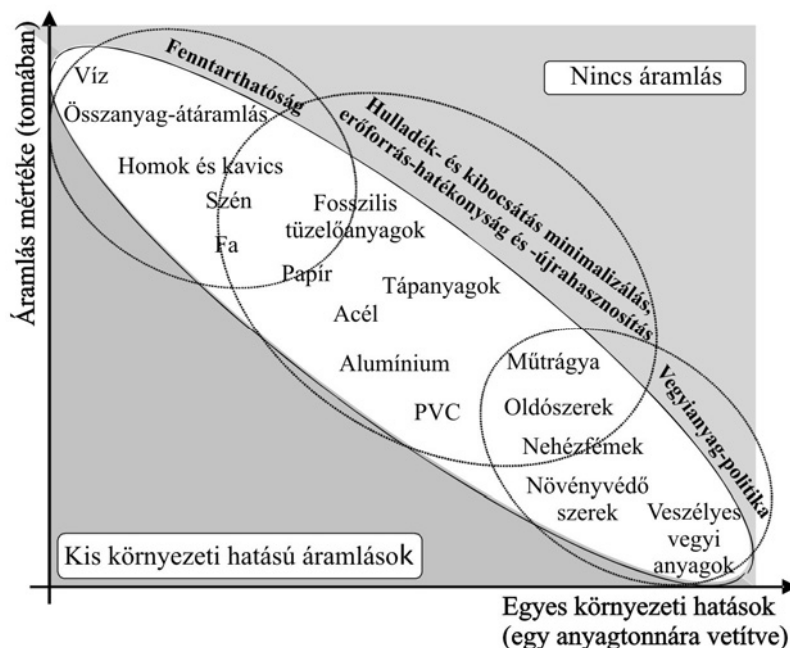 Áramlás mértéke (tonnában)
Víz
Összanyag-átáramlás
Homok és kavics
Szén
Fa
Fosszilis
tüzelőanyagok
Papír
Tápanyagok
Acél
Alumínium
PVC
Műtrágya
Oldószerek
Nehézfémek
Növényvédő
szerek
Veszélyes
vegyi
anyagok
Fenntarthatóság
Hulladék- és kibocsátás minimalizálás,
erőforrás-hatékonyság és -újrahasznosítás
Vegyianyag-politika
Nincs áramlás
Kis környezeti hatású áramlások
Egyes környezeti hatások
(egy anyagtonnára vetítve)